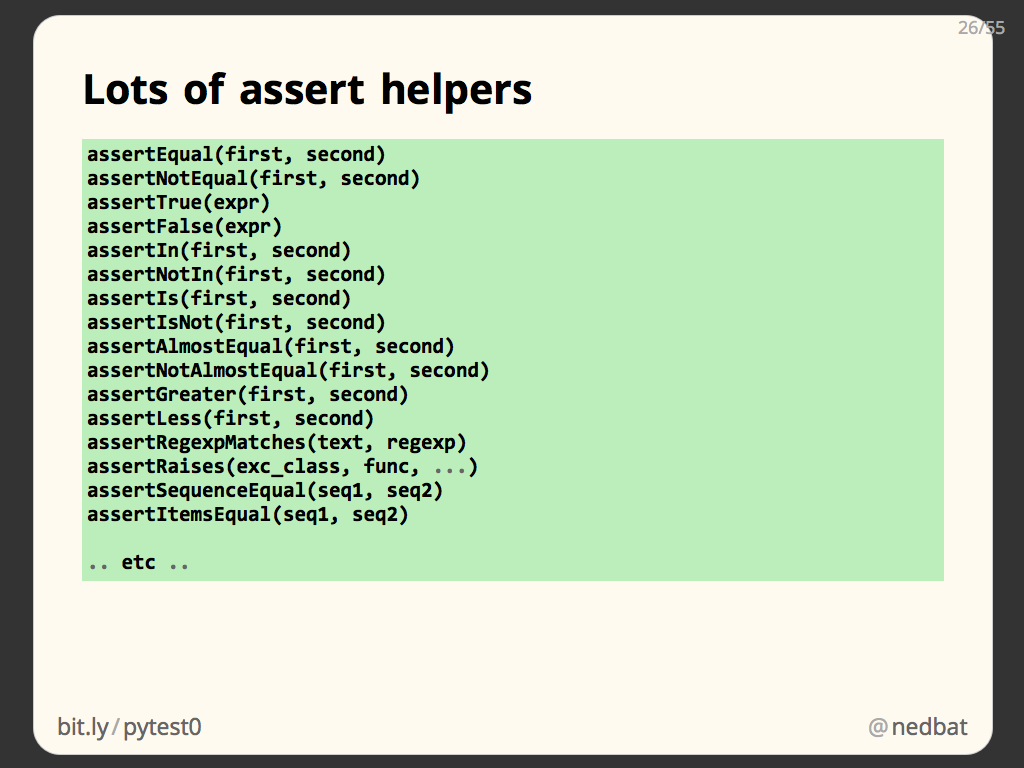 26/55
Lots of assert helpers
assertEqual(first, second)
assertNotEqual(first, second)
assertTrue(expr)
assertFalse(expr)
assertIn(first, second)
assertNotIn(first, second)
assertIs(first, second)
assertIsNot(first, second)
assertAlmostEqual(first, second)
assertNotAlmostEqual(first, second)
assertGreater(first, second)
assertLess(first, second)
assertRegexpMatches(text, regexp)
assertRaises(exc_class, func, ...)
assertSequenceEqual(seq1, seq2)
assertItemsEqual(seq1, seq2)
.. etc ..
bit.ly/pytest0
@nedbat